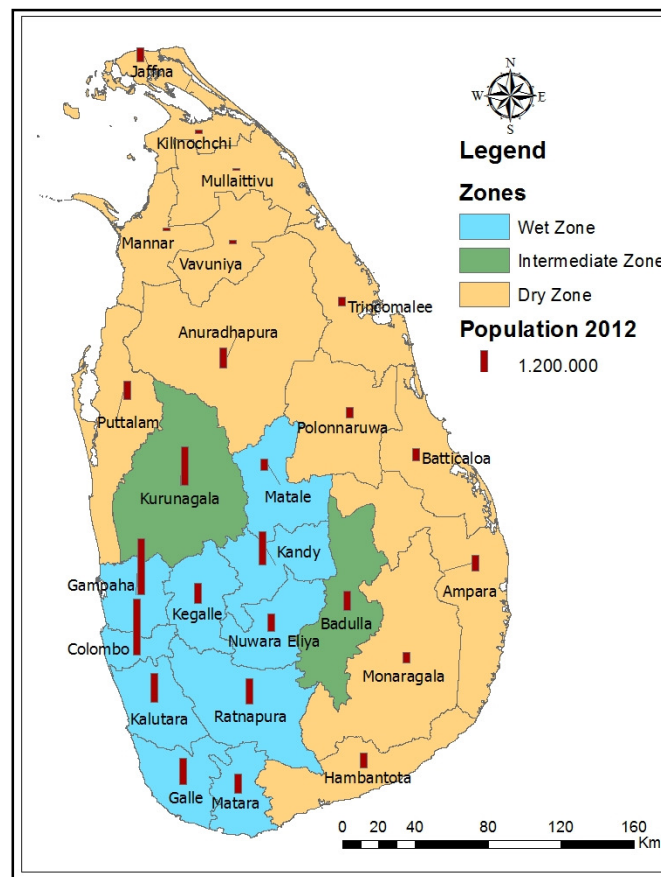 Jaffna
N
W E
S
Kilinochchi
Legend
Mullaittivu
Zones
Wet Zone
Mannar
Vavuniya
Intermediate Zone
Dry Zone
Trincomalee
Population 2012
Anuradhapura
1.200.000
Puttalam
Polonnaruwa
Batticaloa
Kurunagala
Matale
Kandy
Gampaha
Kegalle
Ampara
Badulla
Nuwara Eliya
Colombo
Monaragala
Kalutara
Ratnapura
Hambantota
Galle
Matara
0 20 40 80 120 160
Km